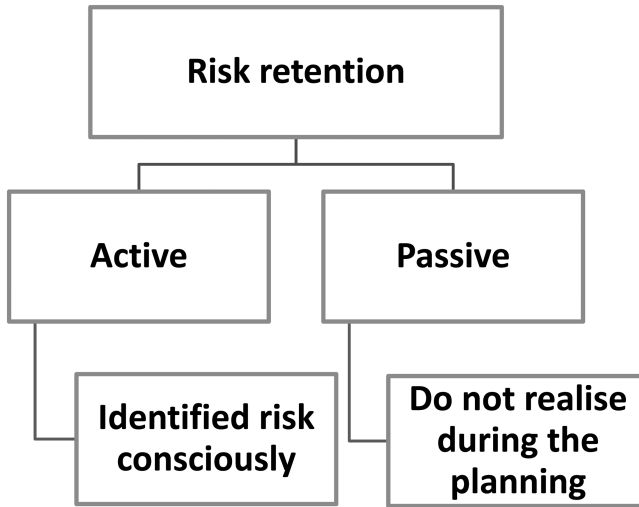 Risk retention
Active
Passive
Identified risk
consciously
Do not realise
during the
planning